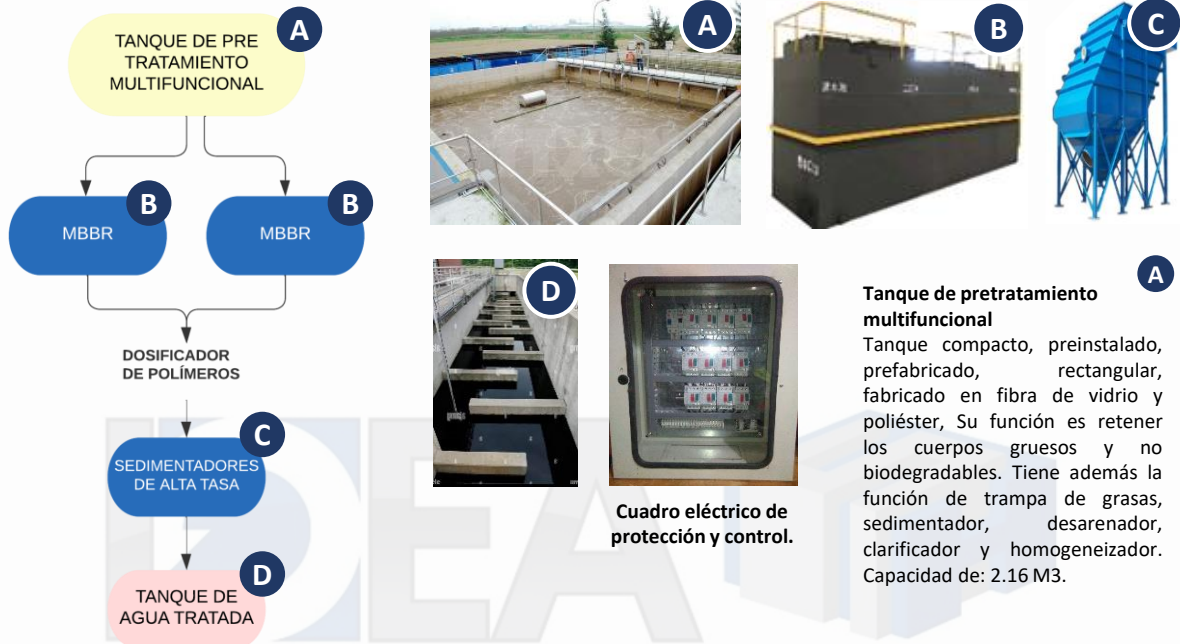 TANQUE DE PRE
TRATAMIENTO
MULTIFUNCIONAL
A
MBBR
B
MBBR
B
DOSIFICADOR
DE POLÍMEROS
SEDIMENTADORES
DE ALTA TASA
C
TANQUE DE
AGUA TRATADA
D
A
B
C
D
Cuadro eléctrico de
protección y control.
A
Tanque de pretratamiento
multifuncional
Tanque compacto, preinstalado,
prefabricado, rectangular,
fabricado en fibra de vidrio y
poliéster, Su función es retener
los cuerpos gruesos y no
biodegradables. Tiene además la
función de trampa de grasas,
sedimentador, desarenador,
clarificador y homogeneizador.
Capacidad de: 2.16 M3.
IDEA